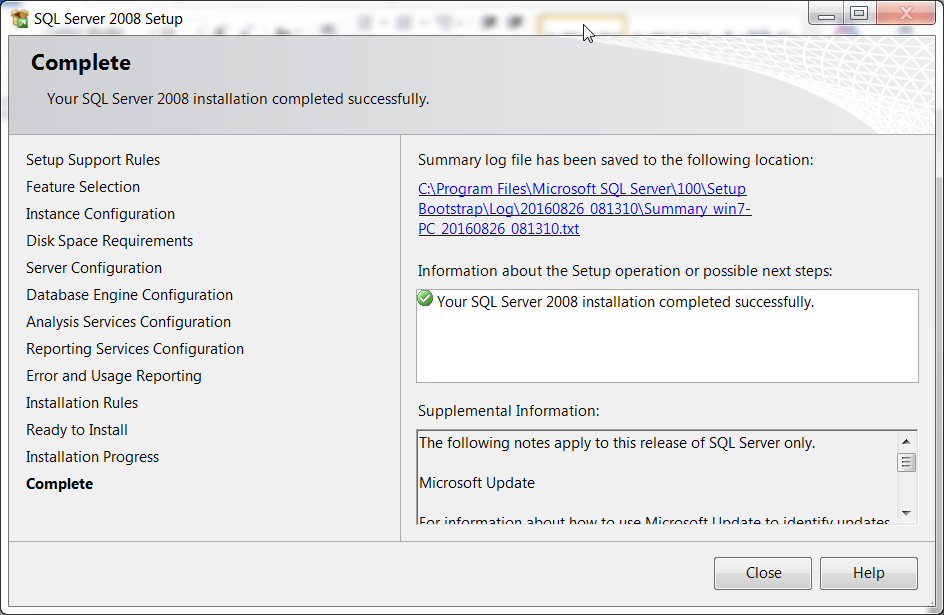 SQL Server 2008 Setup
Complete
Your SQL Server 2008 installation completed successfully.
Setup Support Rules
Feature Selection
Instance Configuration
Disk Space Requirements
Server Configuration
Database Engine Configuration
Analysis Services Configuration
Reporting Services Configuration
Error and Usage Reporting
Installation Rules
Ready to Install
Installation Progress
Complete
Summary log file has been saved to the following location:
C:\Program Files\Microsoft SQL Server\100\Setup
Bootstrap\Log\20160826_081310\Summary_win7-
PC_20160826_081310.txt
Information about the Setup operation or possible next steps:
Your SQL Server 2008 installation completed successfully.
Supplemental Information:
The following notes apply to this release of SQL Server only.
Microsoft Update
For information about how to use Microsoft Update to identify updates
Close
Help